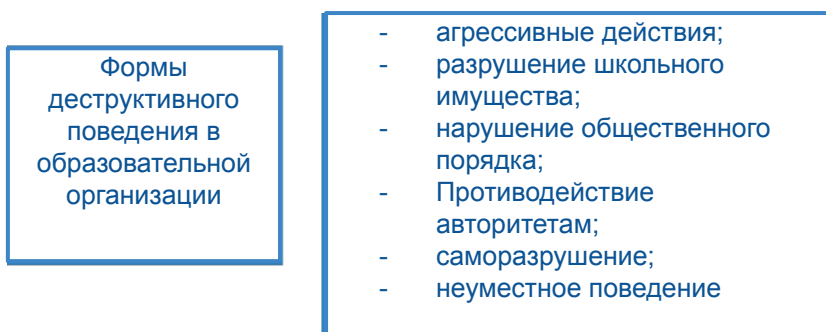 Формы
деструктивного
поведения в
образовательной
организации
- агрессивные действия;
- разрушение школьного
имущества;
- нарушение общественного
порядка;
- Противодействие
авторитетам;
- саморазрушение;
- неуместное поведение